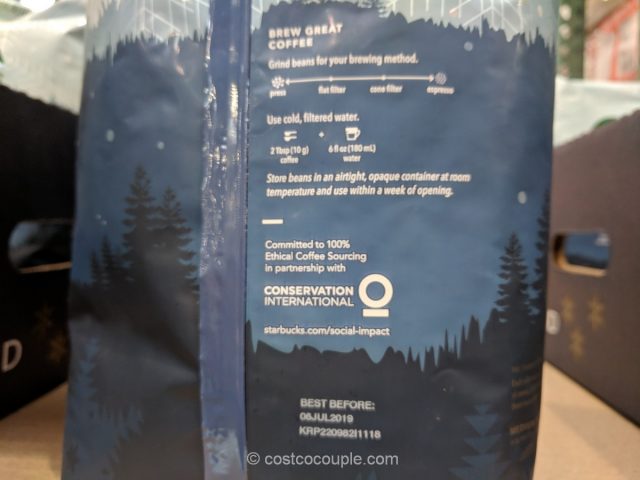 BREW GREAT
COFFEE
Grind beans for your brewing method.
press flat filter cone filter espresso
Use cold, filtered water.
+
2 Tbsp (10 g) 6 fl oz (180 mL)
coffee water
Store beans in an airtight, opaque container at room
temperature and use within a week of opening.
Committed to 100%
Ethical Coffee Sourcing
in partnership with
CONSERVATION
INTERNATIONAL
starbucks.com/social-impact
BEST BEFORE:
08JUL2019
KRP220982I1118
D
D
© costcocouple.com